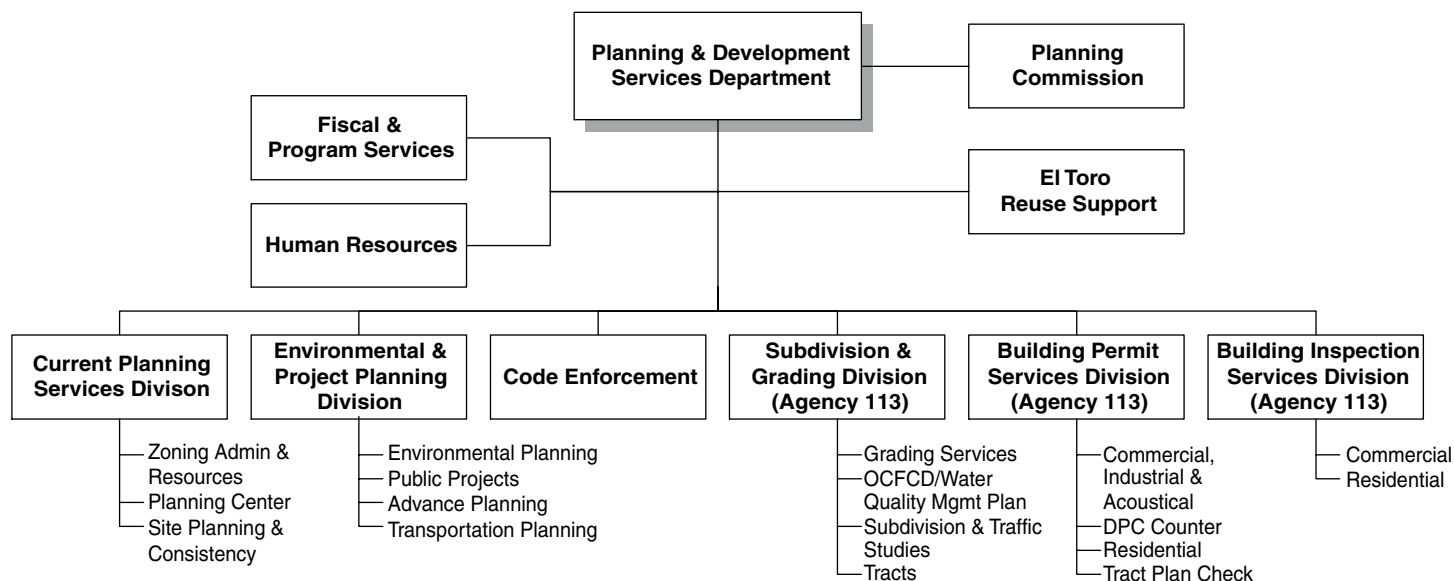 Planning & Development
Services Department
Planning
Commission
Fiscal &
Program Services
El Toro
Reuse Support
Human Resources
Current Planning
Services Divison
Environmental &
Project Planning
Division
Code Enforcement
Subdivision &
Grading Division
(Agency 113)
Building Permit
Services Division
(Agency 113)
Building Inspection
Services Division
(Agency 113)
Zoning Admin &
Resources
Planning Center
Site Planning &
Consistency
Environmental Planning
Public Projects
Advance Planning
Transportation Planning
Grading Services
OCFCD/Water
Quality Mgmt Plan
Subdivision & Traffic
Studies
Tracts
Commercial,
Industrial &
Acoustical
DPC Counter
Residential
Tract Plan Check
Commercial
Residential